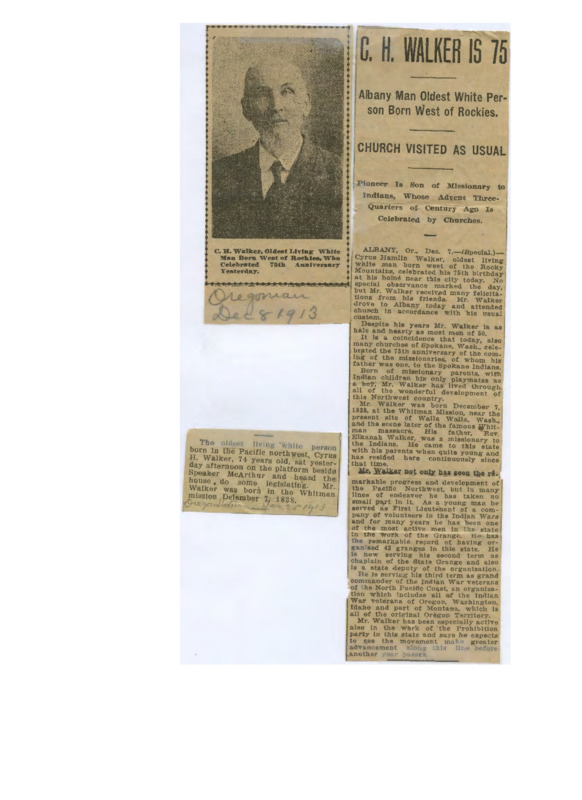 C. H. Walker, Oldest Living White
Man Born West of Rockies, Who
Celebrated 75th Anniversary
Yesterday.
Oregonian
Dec 8 1913
The oldest living white person
born in the Pacific northwest, Cyrus
H. Walker, 74 years old, sat yester-
day afternoon on the platform beside
Speaker McArthur and heard the
house do some legislating. Mr.
Walker was born in the Whitman
mission December 7, 1838.
1913
C. H. WALKER IS 75
Albany Man Oldest White Per-
son Born West of Rockies.
CHURCH VISITED AS USUAL
Pioneer Is Son of Missionary to
Indians, Whose Advent Three-
Quarters of Century Ago Is
Celebrated by Churches.
ALBANY, Or., Dec. 7.—(Special.)—
Cyrus Hamlin Walker, oldest living
white man born west of the Rocky
Mountains, celebrated his 75th birthday
at his home near this city today. No
special observance marked the day,
but Mr. Walker received many felicita-
tions from his friends. Mr. Walker
drove to Albany today and attended
church in accordance with his usual
custom.
Despite his years Mr. Walker is as
hale and hearty as most men of 50.
It is a coincidence that today, also
many churches of Spokane, Wash., cele-
brated the 75th anniversary of the com-
ing of the missionaries, of whom his
father was one, to the Spokane Indians.
Born of missionary parents, with
Indian children his only playmates as
a boy, Mr. Walker has lived through
all of the wonderful development of
this Northwest country.
Mr. Walker was born December 7,
1838, at the Whitman Mission, near the
present site of Walla Walla, Wash.,
and the scene later of the famous Whit-
man massacre. His father, Rev.
Elkanah Walker, was a missionary to
the Indians. He came to this state
with his parents when quite young and
has resided here continuously since
that time.
Mr. Walker not only has seen the re-
markable progress and development of
the Pacific Northwest, but in many
lines of endeavor he has taken no
small part in it. As a young man he
served as First Lieutenant of a com-
pany of volunteers in the Indian Wars
and for many years he has been one
of the most active men in the state
in the work of the Grange. He has
the remarkable record of having or-
ganized 43 granges in this state. He
is now serving his second term as
chaplain of the State Grange and also
is a state deputy of the organization.
He is serving his third term as grand
commander of the Indian War veterans
of the North Pacific Coast, an organiza-
tion which includes all of the Indian
War veterans of Oregon, Washington,
Idaho and part of Montana, which is
all of the original Oregon Territory.
Mr. Walker has been especially active
also in the work of the Prohibition
party in this state and says he expects
to see the movement make greater
advancement along this line before
another year passes.